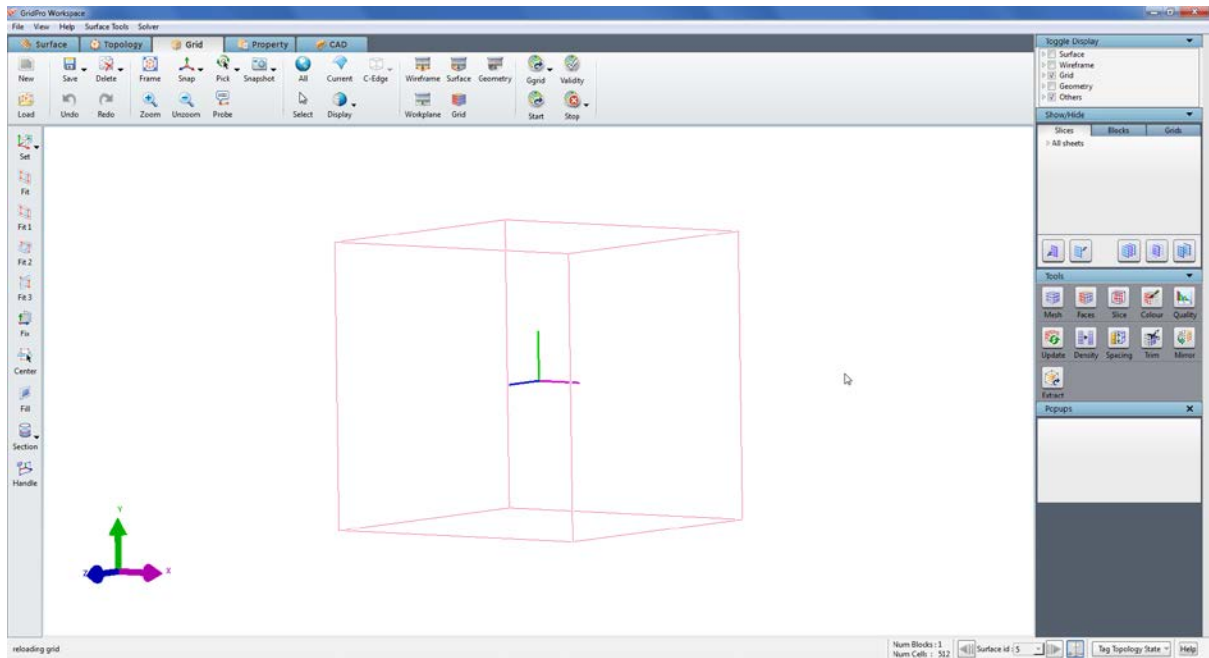 GridPro Workspace
File View Help Surface Tools Solver
Surface Topology Grid Property CAD
New Save Delete Frame Snap Pick Snapshot All Current C-Edge Wireframe Surface Geometry Ggrid Validity
Load Undo Redo Zoom Unzoom Probe Select Display Workplane Grid Start Stop
Set
Fit
Fit 1
Fit 2
Fit 3
Fix
Center
Fill
Section
Handle
Y
Z
X
Toggle Display
Surface
Wireframe
Grid
Geometry
Others
Show/Hide
Slices Blocks Grids
All sheets
Tools
Mesh Faces Slice Colour Quality
Update Density Spacing Trim Mirror
Extract
Popups
reloading grid
Num Blocks : 1
Num Cells : 512
Surface id : 5
Tag Topology State
Help